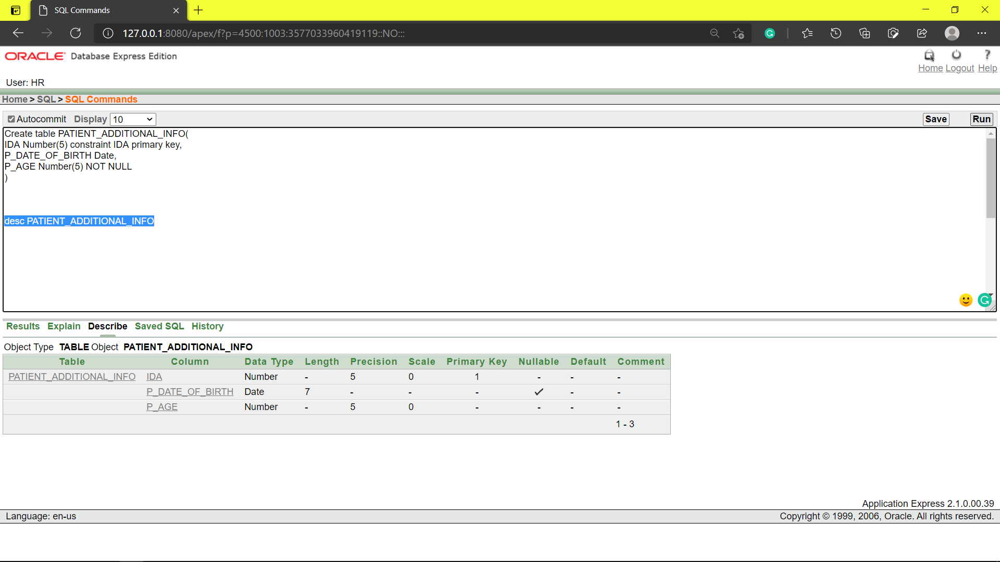 SQL Commands
127.0.0.1:8080/apex/f?p=4500:1003:3577033960419119::NO:::
ORACLE Database Express Edition
Home Logout Help
User: HR
Home > SQL > SQL Commands
Autocommit Display 10 Save Run
Create table PATIENT_ADDITIONAL_INFO(
IDA Number(5) constraint IDA primary key,
P_DATE_OF_BIRTH Date,
P_AGE Number(5) NOT NULL
)
desc PATIENT_ADDITIONAL_INFO
Results Explain Describe Saved SQL History
Object Type TABLE Object PATIENT_ADDITIONAL_INFO
Table Column Data Type Length Precision Scale Primary Key Nullable Default Comment
PATIENT_ADDITIONAL_INFO IDA Number - 5 0 1 - - -
P_DATE_OF_BIRTH Date 7 - - - ✓ - -
P_AGE Number - 5 0 - - - -
1 - 3
Application Express 2.1.0.00.39
Language: en-us Copyright © 1999, 2006, Oracle. All rights reserved.